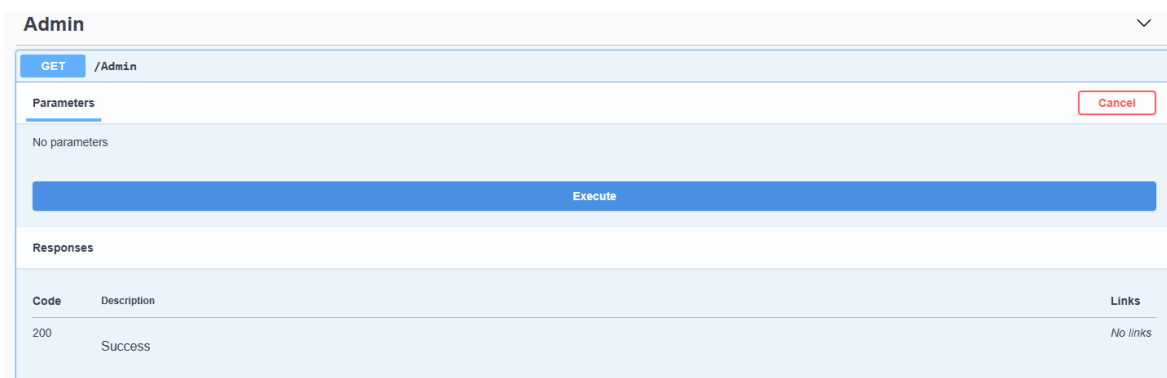 Admin
GET /Admin
Parameters Cancel
No parameters
Execute
Responses
Code Description Links
200 Success No links